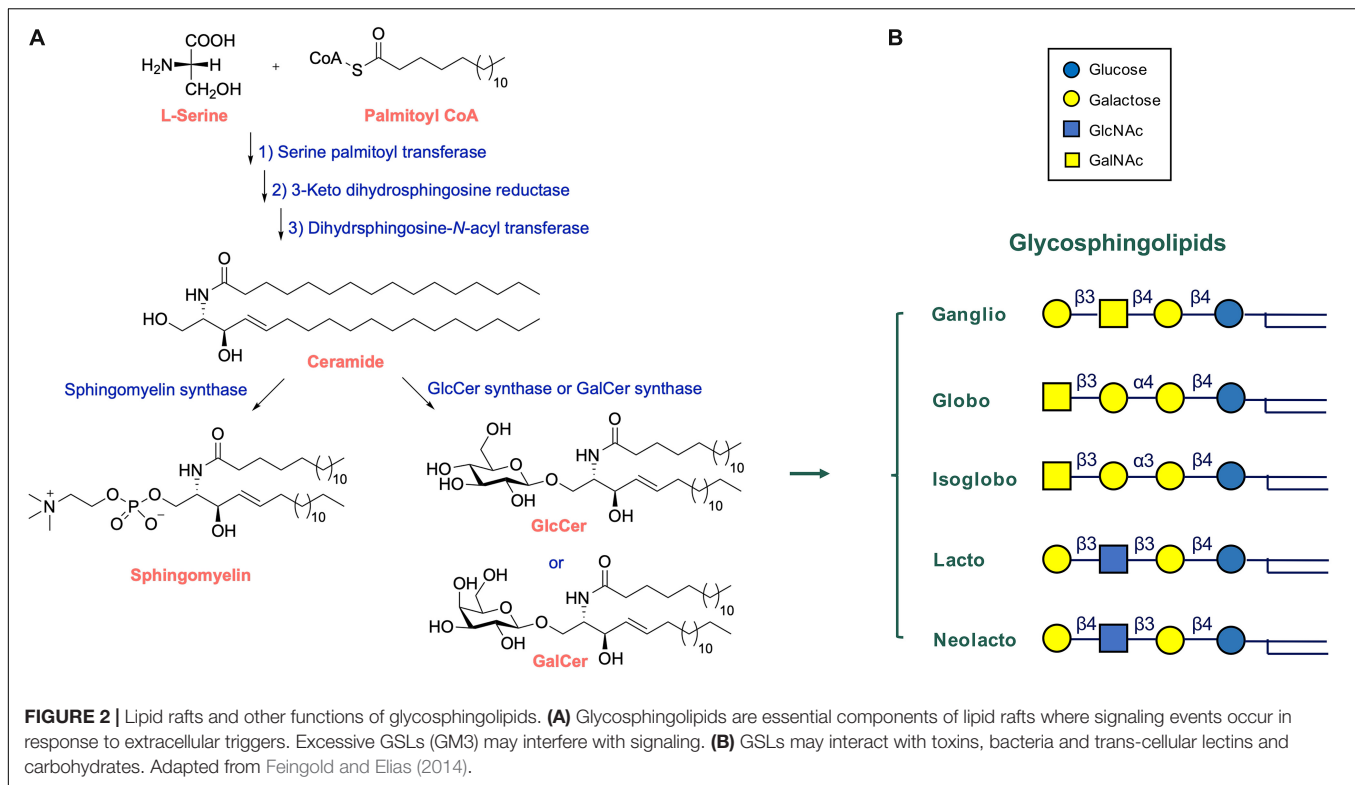 A
COOH
H₂N
H
CH₂OH
L-Serine
+
O
CoA
S
10
Palmitoyl CoA
1) Serine palmitoyl transferase
2) 3-Keto dihydrosphingosine reductase
3) Dihydrsphingosine-N-acyl transferase
O
HN
HO
OH
Ceramide
Sphingomyelin synthase
GlcCer synthase or GalCer synthase
O
HN
10
10
N
+
O
P
O
O
O⁻
OH
Sphingomyelin
OH
O
HO
HO
O
HN
10
O
10
OH
OH
GlcCer
or
OH
OH
O
O
HN
10
HO
O
10
OH
OH
GalCer
B
Glucose
Galactose
GlcNAc
GalNAc
Glycosphingolipids
Ganglio β3 β4 β4
Globo β3 α4 β4
Isoglobo β3 α3 β4
Lacto β3 β3 β4
Neolacto β4 β3 β4
FIGURE 2 | Lipid rafts and other functions of glycosphingolipids. (A) Glycosphingolipids are essential components of lipid rafts where signaling events occur in
response to extracellular triggers. Excessive GSLs (GM3) may interfere with signaling. (B) GSLs may interact with toxins, bacteria and trans-cellular lectins and
carbohydrates. Adapted from Feingold and Elias (2014).